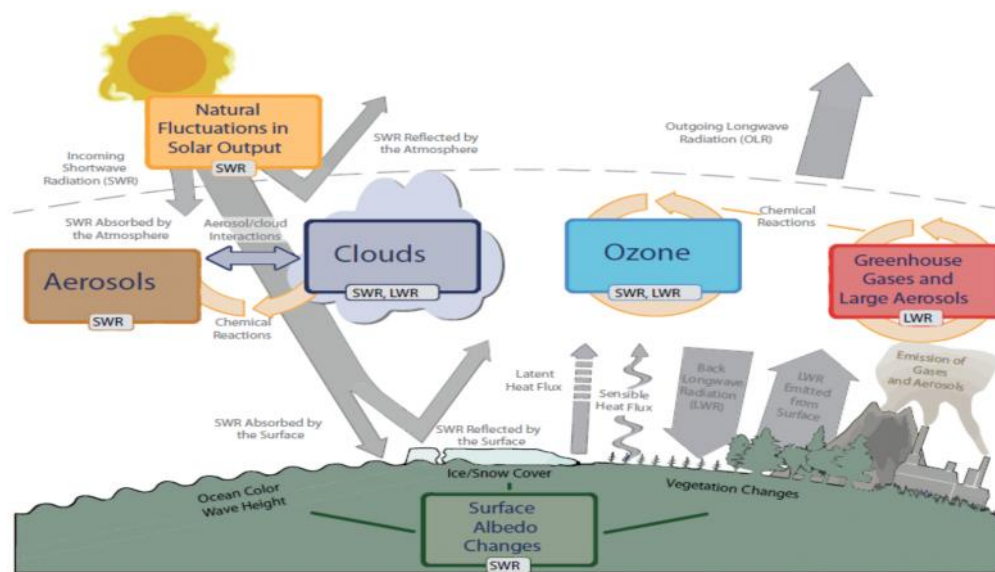 Natural
Fluctuations in
Solar Output
SWR
SWR Reflected by
the Atmosphere
Outgoing Longwave
Radiation (OLR)
Incoming
Shortwave
Radiation (SWR)
SWR Absorbed by
the Atmosphere
Aerosol/cloud
Interactions
Chemical
Reactions
Aerosols
SWR
Clouds
SWR, LWR
Ozone
SWR, LWR
Greenhouse
Gases and
Large Aerosols
LWR
Chemical
Reactions
Latent
Heat Flux
Sensible
Heat Flux
Back
Longwave
Radiation
(LWR)
LWR
Emitted
from
Surface
Emission of
Gases
and Aerosols
SWR Absorbed by
the Surface
SWR Reflected by
the Surface
Ice/Snow Cover
Ocean Color
Wave Height
Vegetation Changes
Surface
Albedo
Changes
SWR